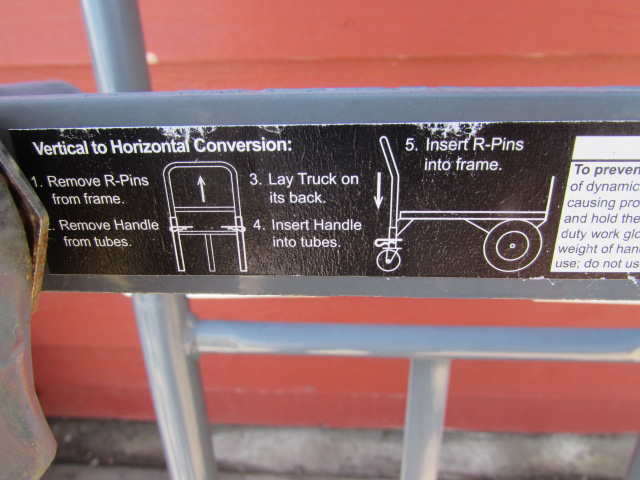 Vertical to Horizontal Conversion:
1. Remove R-Pins
from frame.
. Remove Handle
from tubes.
3. Lay Truck on
its back.
4. Insert Handle
into tubes.
5. Insert R-Pins
into frame.
To preven
of dynamic
causing pro
and hold the
duty work glo
weight of han
use; do not us